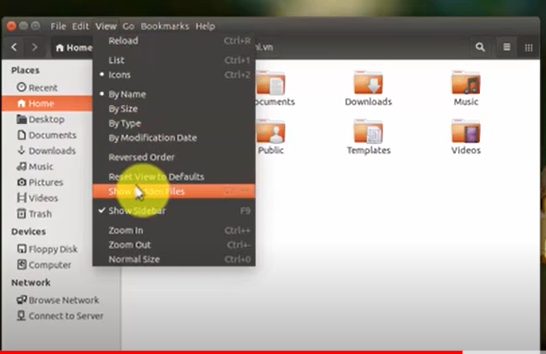 File Edit View Go Bookmarks Help
Home
nl.vn
Reload Ctrl+R
List Ctrl+1
Icons Ctrl+2
By Name
By Size
By Type
By Modification Date
Reversed Order
Reset View to Defaults
Show Files
Show Sidebar F9
Zoom In Ctrl++
Zoom Out Ctrl+-
Normal Size Ctrl+0
Places
Recent
Home
Desktop
Documents
Downloads
Music
Pictures
Videos
Trash
Devices
Floppy Disk
Computer
Network
Browse Network
Connect to Server
ocuments Downloads Music
Public Templates Videos